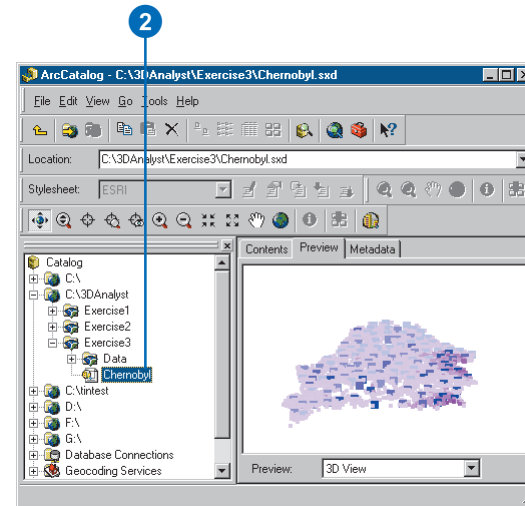 2
ArcCatalog - C:\3DAnalyst\Exercise3\Chernobyl.sxd
File Edit View Go Tools Help
Location: C:\3DAnalyst\Exercise3\Chernobyl.sxd
Stylesheet: ESRI
Contents Preview Metadata
Catalog
C:\
C:\3DAnalyst
Exercise1
Exercise2
Exercise3
Data
Chernobyl
C:\tintest
D:\
F:\
G:\
Database Connections
Geocoding Services
Preview: 3D View